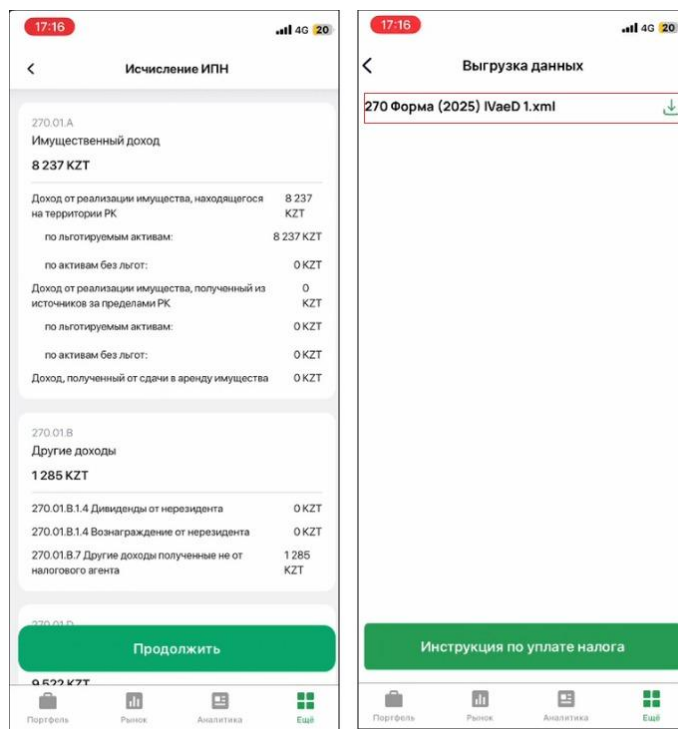 17:16
4G 20
Исчисление ИПН
270.01.A
Имущественный доход
8 237 KZT
Доход от реализации имущества, находящегося на территории РК 8 237 KZT
по льготируемым активам: 8 237 KZT
по активам без льгот: 0 KZT
Доход от реализации имущества, полученный из источников за пределами РК 0 KZT
по льготируемым активам: 0 KZT
по активам без льгот: 0 KZT
Доход, полученный от сдачи в аренду имущества 0 KZT
270.01.B
Другие доходы
1 285 KZT
270.01.B.1.4 Дивиденды от нерезидента 0 KZT
270.01.B.1.4 Вознаграждение от нерезидента 0 KZT
270.01.B.7 Другие доходы полученные не от налогового агента 1 285 KZT
270.01.D
Продолжить
9 522 KZT
Портфель Рынок Аналитика Ещё
17:16
4G 20
Выгрузка данных
270 Форма (2025) IVaeD 1.xml
Инструкция по уплате налога
Портфель Рынок Аналитика Ещё